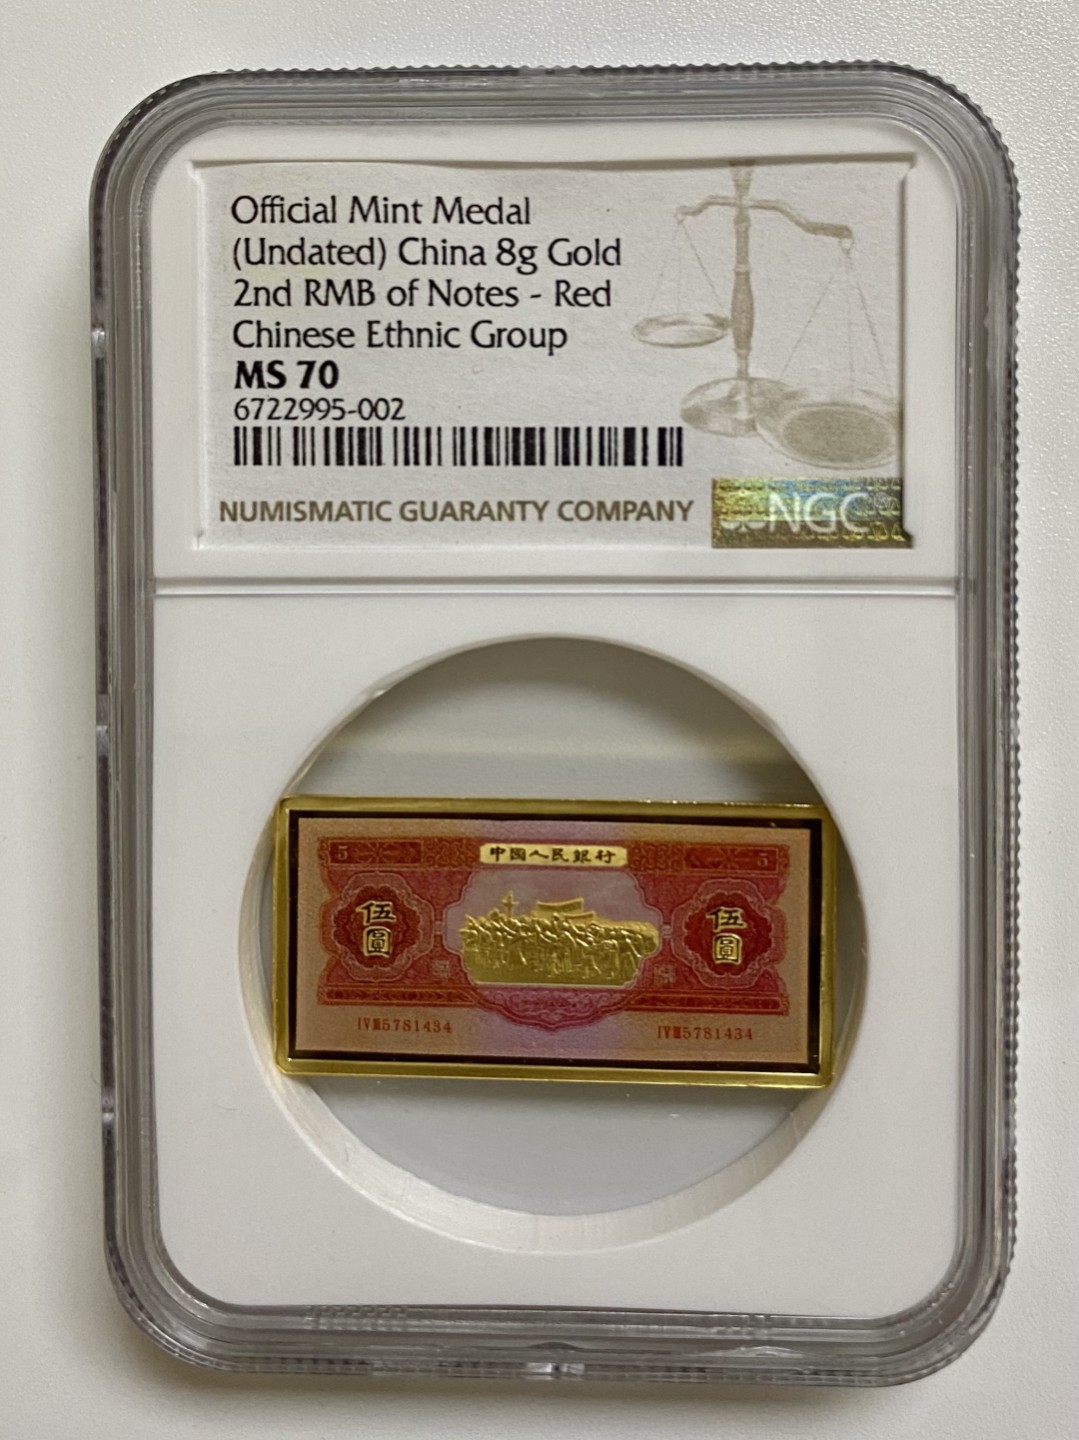 Official Mint Medal
(Undated) China 8g Gold
2nd RMB of Notes - Red
Chinese Ethnic Group
MS 70
6722995-002
NUMISMATIC GUARANTY COMPANY
NGC
中國人民銀行
5 5
伍圓 伍圓
IVⅢ5781434 IVⅢ5781434